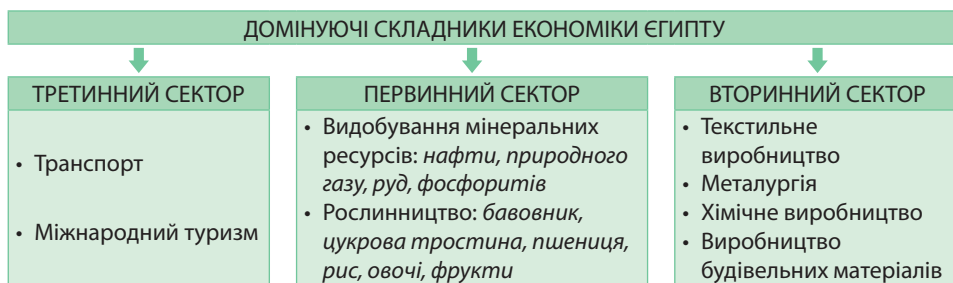 ДОМІНУЮЧІ СКЛАДНИКИ ЕКОНОМІКИ ЄГИПТУ
ТРЕТИННИЙ СЕКТОР
• Транспорт
• Міжнародний туризм
ПЕРВИННИЙ СЕКТОР
• Видобування мінеральних
ресурсів: нафти, природного
газу, руд, фосфоритів
• Рослинництво: бавовник,
цукрова тростина, пшениця,
рис, овочі, фрукти
ВТОРИННИЙ СЕКТОР
• Текстильне
виробництво
• Металургія
• Хімічне виробництво
• Виробництво
будівельних матеріалів